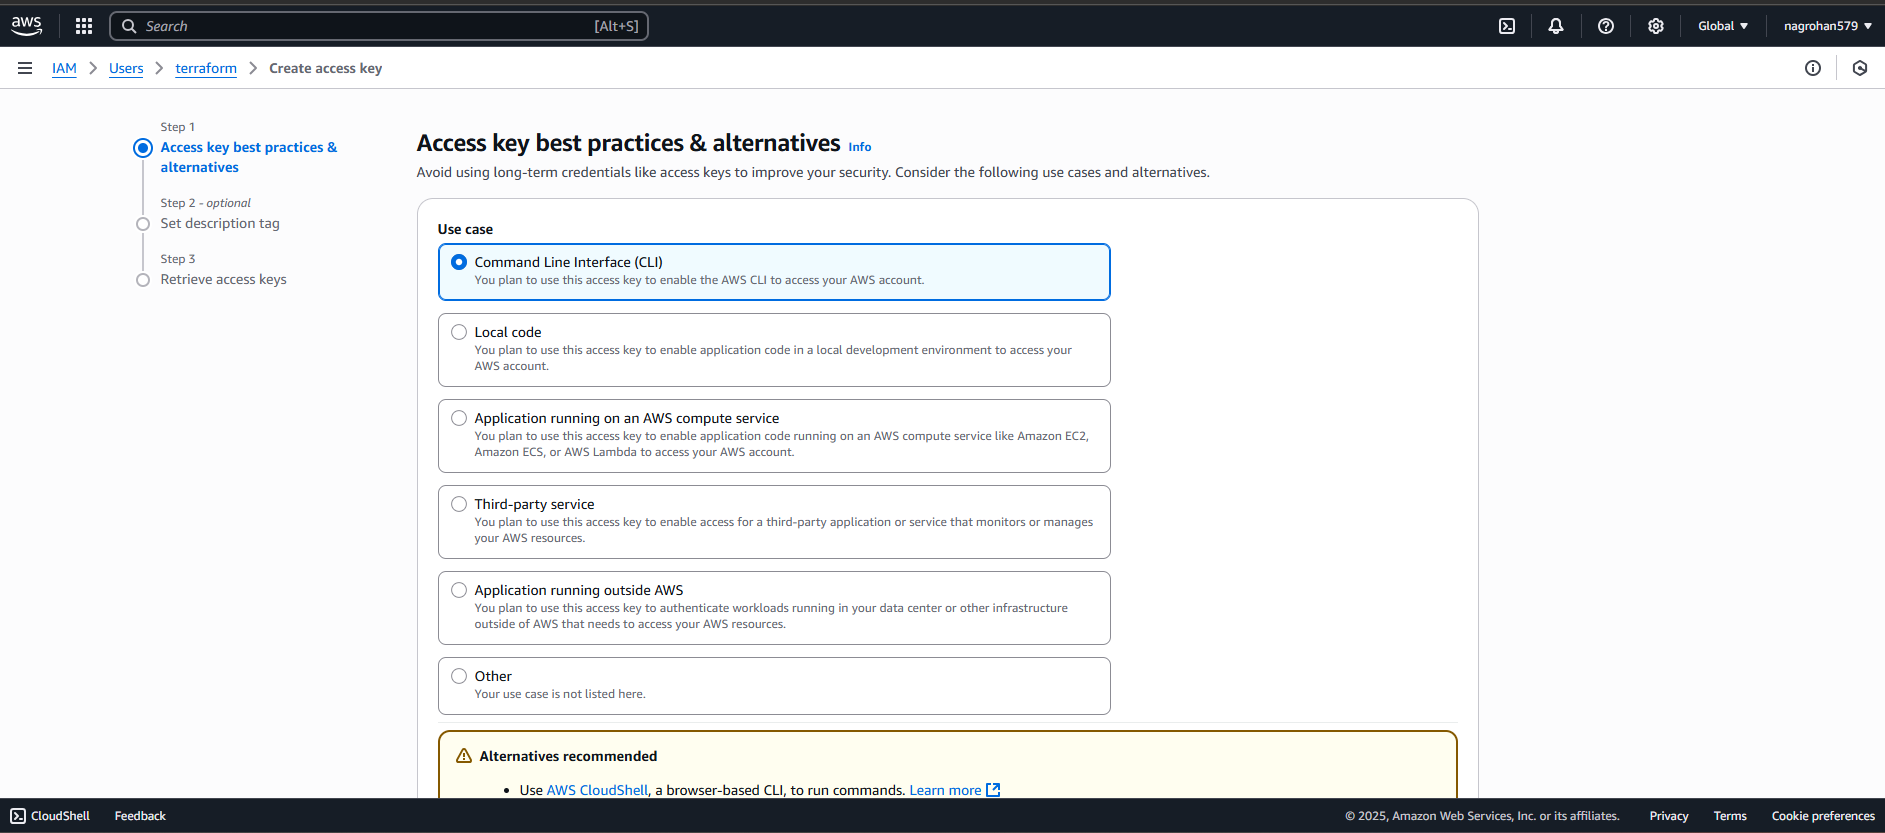 aws
Search [Alt+S]
Global
nagrohan579
IAM
Users
terraform
Create access key
Step 1
Access key best practices &
alternatives
Step 2 - optional
Set description tag
Step 3
Retrieve access keys
Access key best practices & alternatives Info
Avoid using long-term credentials like access keys to improve your security. Consider the following use cases and alternatives.
Use case
Command Line Interface (CLI)
You plan to use this access key to enable the AWS CLI to access your AWS account.
Local code
You plan to use this access key to enable application code in a local development environment to access your
AWS account.
Application running on an AWS compute service
You plan to use this access key to enable application code running on an AWS compute service like Amazon EC2,
Amazon ECS, or AWS Lambda to access your AWS account.
Third-party service
You plan to use this access key to enable access for a third-party application or service that monitors or manages
your AWS resources.
Application running outside AWS
You plan to use this access key to authenticate workloads running in your data center or other infrastructure
outside of AWS that needs to access your AWS resources.
Other
Your use case is not listed here.
Alternatives recommended
• Use AWS CloudShell, a browser-based CLI, to run commands. Learn more
CloudShell
Feedback
© 2025, Amazon Web Services, Inc. or its affiliates.
Privacy
Terms
Cookie preferences